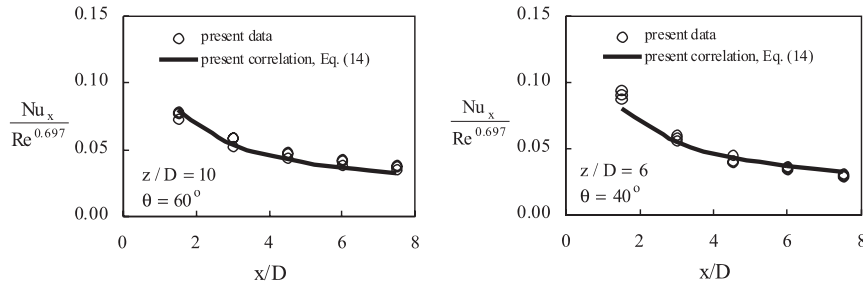 0.15
present data
present correlation, Eq. (14)
0.10
Nu x
Re 0.697
0.05
z / D = 10
θ = 60 o
0.00
0 2 4 6 8
x/D
0.15
present data
present correlation, Eq. (14)
0.10
Nu x
Re 0.697
0.05
z / D = 6
θ = 40 o
0.00
0 2 4 6 8
x/D